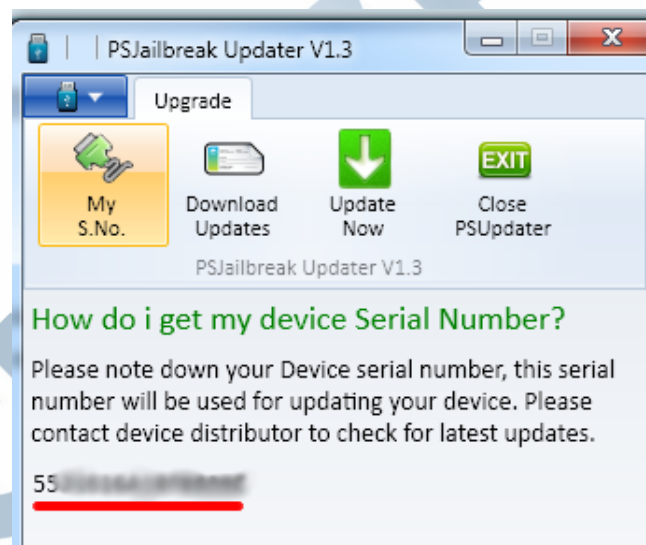 PSJailbreak Updater V1.3
Upgrade
My Download Update EXIT Close
S.No. Updates Now PSUpdater
PSJailbreak Updater V1.3
How do i get my device Serial Number?
Please note down your Device serial number, this serial
number will be used for updating your device. Please
contact device distributor to check for latest updates.
55